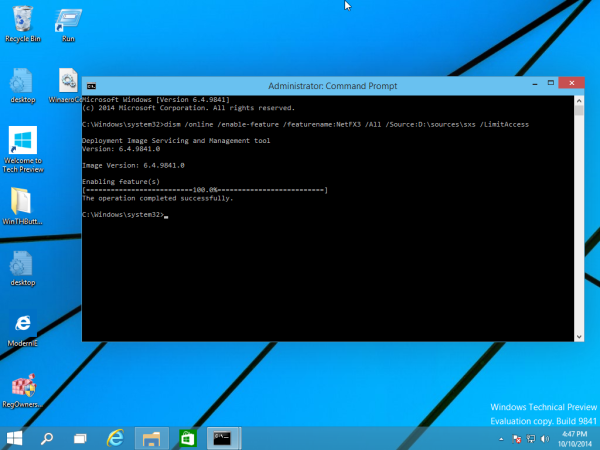 Recycle Bin
Run
desktop
WinaeroGl
Welcome to
Tech Preview
WinTHButt...
desktop
ModernIE
RegOwners...
Administrator: Command Prompt
Microsoft Windows [Version 6.4.9841]
(c) 2014 Microsoft Corporation. All rights reserved.
C:\Windows\system32>dism /online /enable-feature /featurename:NetFX3 /All /Source:D:\sources\sxs /LimitAccess
Deployment Image Servicing and Management tool
Version: 6.4.9841.0
Image Version: 6.4.9841.0
Enabling feature(s)
[==========================100.0%==========================]
The operation completed successfully.
C:\Windows\system32>
Windows Technical Preview
Evaluation copy. Build 9841
4:47 PM
10/10/2014